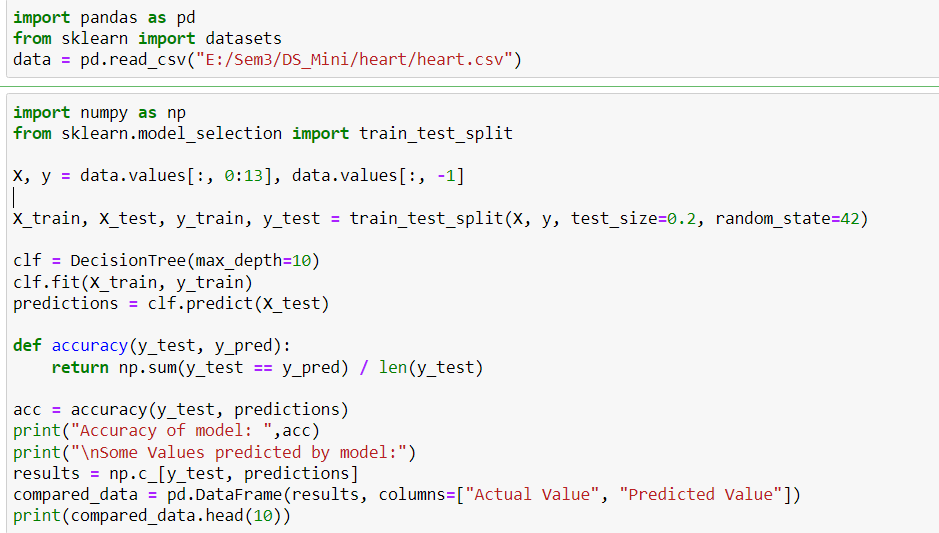 import pandas as pd
from sklearn import datasets
data = pd.read_csv("E:/Sem3/DS_Mini/heart/heart.csv")
import numpy as np
from sklearn.model_selection import train_test_split
X, y = data.values[:, 0:13], data.values[:, -1]
X_train, X_test, y_train, y_test = train_test_split(X, y, test_size=0.2, random_state=42)
clf = DecisionTree(max_depth=10)
clf.fit(X_train, y_train)
predictions = clf.predict(X_test)
def accuracy(y_test, y_pred):
    return np.sum(y_test == y_pred) / len(y_test)
acc = accuracy(y_test, predictions)
print("Accuracy of model: ",acc)
print("\nSome Values predicted by model:")
results = np.c_[y_test, predictions]
compared_data = pd.DataFrame(results, columns=["Actual Value", "Predicted Value"])
print(compared_data.head(10))